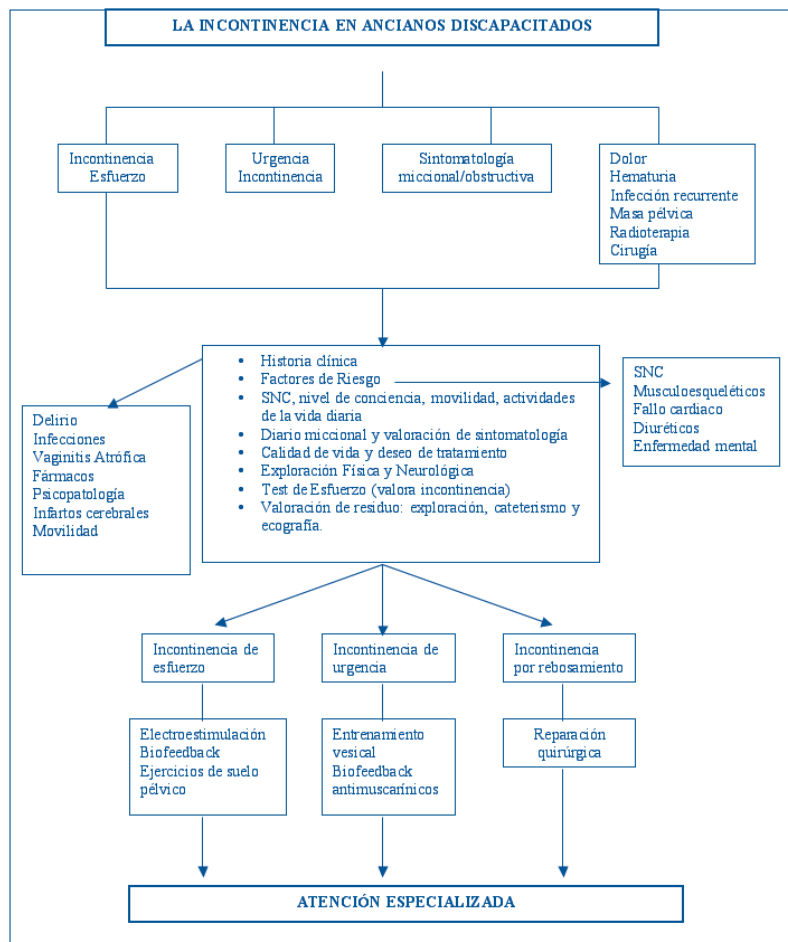 LA INCONTINENCIA EN ANCIANOS DISCAPACITADOS
Incontinencia
Esfuerzo
Urgencia
Incontinencia
Sintomatología
miccional/obstructiva
Dolor
Hematuria
Infección recurrente
Masa pélvica
Radioterapia
Cirugía
• Historia clínica
• Factores de Riesgo
• SNC, nivel de conciencia, movilidad, actividades
de la vida diaria
• Diario miccional y valoración de sintomatología
• Calidad de vida y deseo de tratamiento
• Exploración Física y Neurológica
• Test de Esfuerzo (valora incontinencia)
• Valoración de residuo: exploración, cateterismo y
ecografía.
SNC
Musculoesqueléticos
Fallo cardiaco
Diuréticos
Enfermedad mental
Delirio
Infecciones
Vaginitis Atrófica
Fármacos
Psicopatología
Infartos cerebrales
Movilidad
Incontinencia de
esfuerzo
Incontinencia de
urgencia
Incontinencia
por rebosamiento
Electroestimulación
Biofeedback
Ejercicios de suelo
pélvico
Entrenamiento
vesical
Biofeedback
antimuscarínicos
Reparación
quirúrgica
ATENCIÓN ESPECIALIZADA